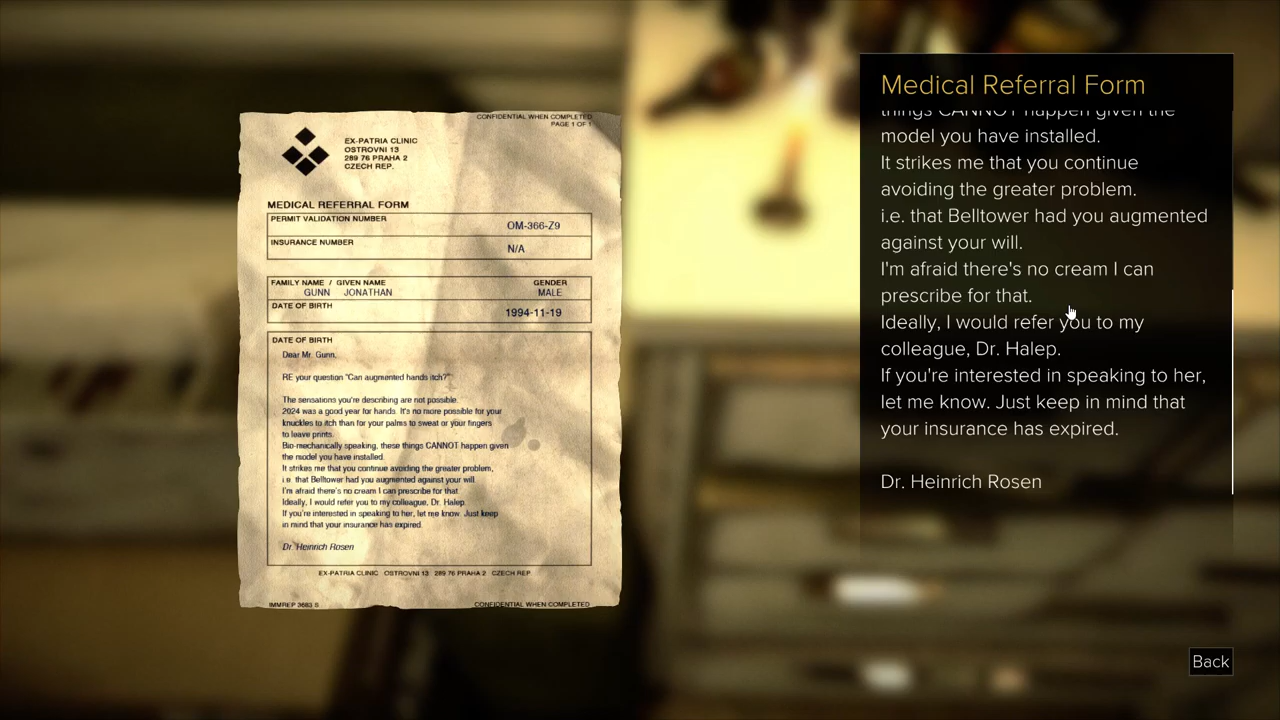 CONFIDENTIAL WHEN COMPLETED
PAGE 1 OF 1
EX-PATRIA CLINIC
OSTROVNI 13
289 76 PRAHA 2
CZECH REP.
MEDICAL REFERRAL FORM
PERMIT VALIDATION NUMBER
OM-366-Z9
INSURANCE NUMBER
N/A
FAMILY NAME / GIVEN NAME
GENDER
GUNN JONATHAN
MALE
DATE OF BIRTH
1994-11-19
DATE OF BIRTH
Dear Mr. Gunn,
RE your question "Can augmented hands itch?"
The sensations you're describing are not possible.
2024 was a good year for hands. It's no more possible for your
knuckles to itch than for your palms to sweat or your fingers
to leave prints.
Bio-mechanically speaking, these things CANNOT happen given
the model you have installed.
It strikes me that you continue avoiding the greater problem,
i.e. that Belltower had you augmented against your will.
I'm afraid there's no cream I can prescribe for that.
Ideally, I would refer you to my colleague, Dr. Halep.
If you're interested in speaking to her, let me know. Just keep
in mind that your insurance has expired.
Dr. Heinrich Rosen
EX-PATRIA CLINIC OSTROVNI 13 289 76 PRAHA 2 CZECH REP.
IMMREP 3683 6
CONFIDENTIAL WHEN COMPLETED
Medical Referral Form
things CANNOT happen given the
model you have installed.
It strikes me that you continue
avoiding the greater problem.
i.e. that Belltower had you augmented
against your will.
I'm afraid there's no cream I can
prescribe for that.
Ideally, I would refer you to my
colleague, Dr. Halep.
If you're interested in speaking to her,
let me know. Just keep in mind that
your insurance has expired.
Dr. Heinrich Rosen
Back